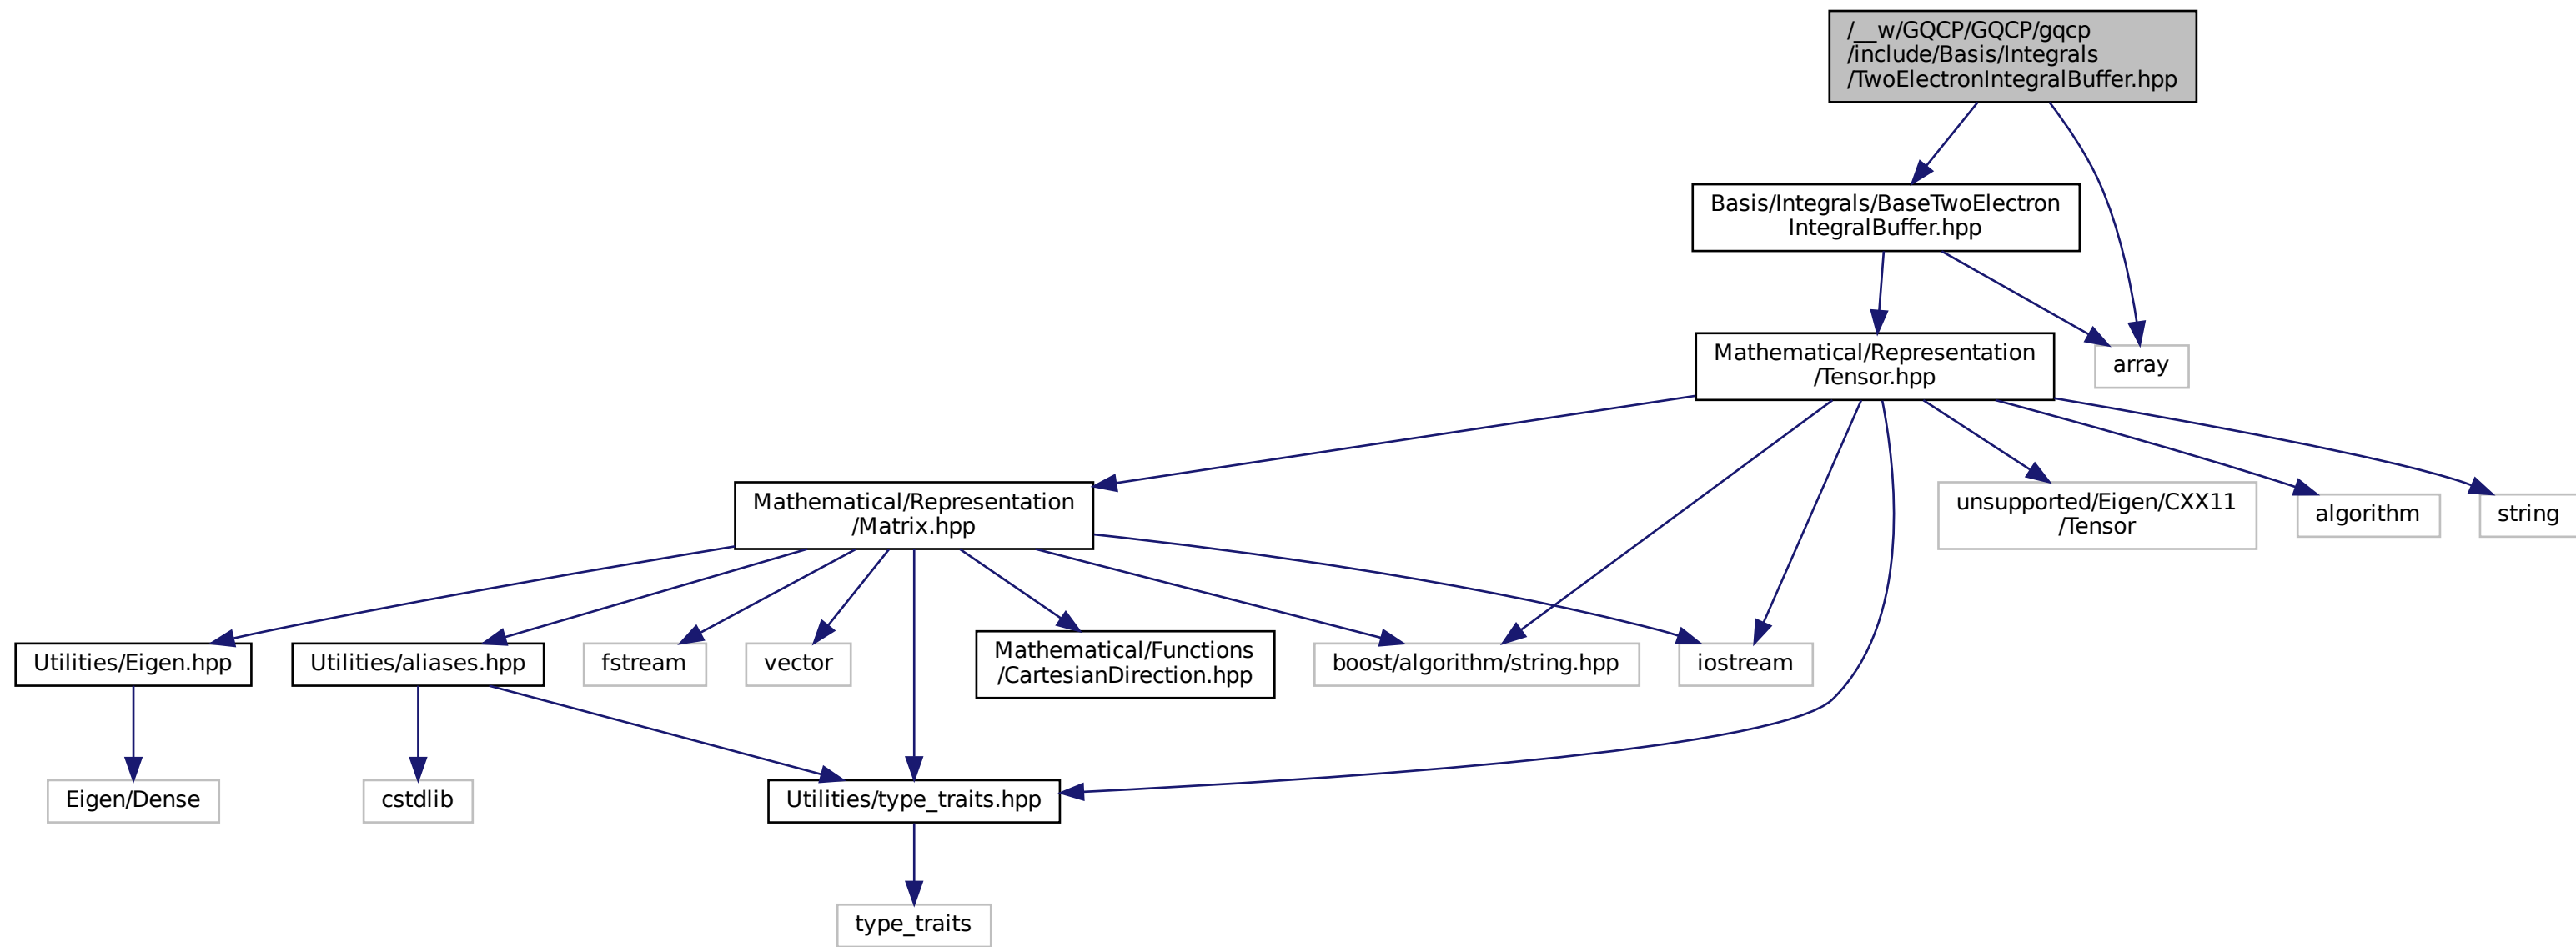 /__w/GQCP/GQCP/gqcp
/include/Basis/Integrals
/TwoElectronIntegralBuffer.hpp
Basis/Integrals/BaseTwoElectron
IntegralBuffer.hpp
Mathematical/Representation
/Tensor.hpp
array
Mathematical/Representation
/Matrix.hpp
unsupported/Eigen/CXX11
/Tensor
algorithm
string
Utilities/Eigen.hpp
Utilities/aliases.hpp
fstream
vector
Mathematical/Functions
/CartesianDirection.hpp
boost/algorithm/string.hpp
iostream
Eigen/Dense
cstdlib
Utilities/type_traits.hpp
type_traits